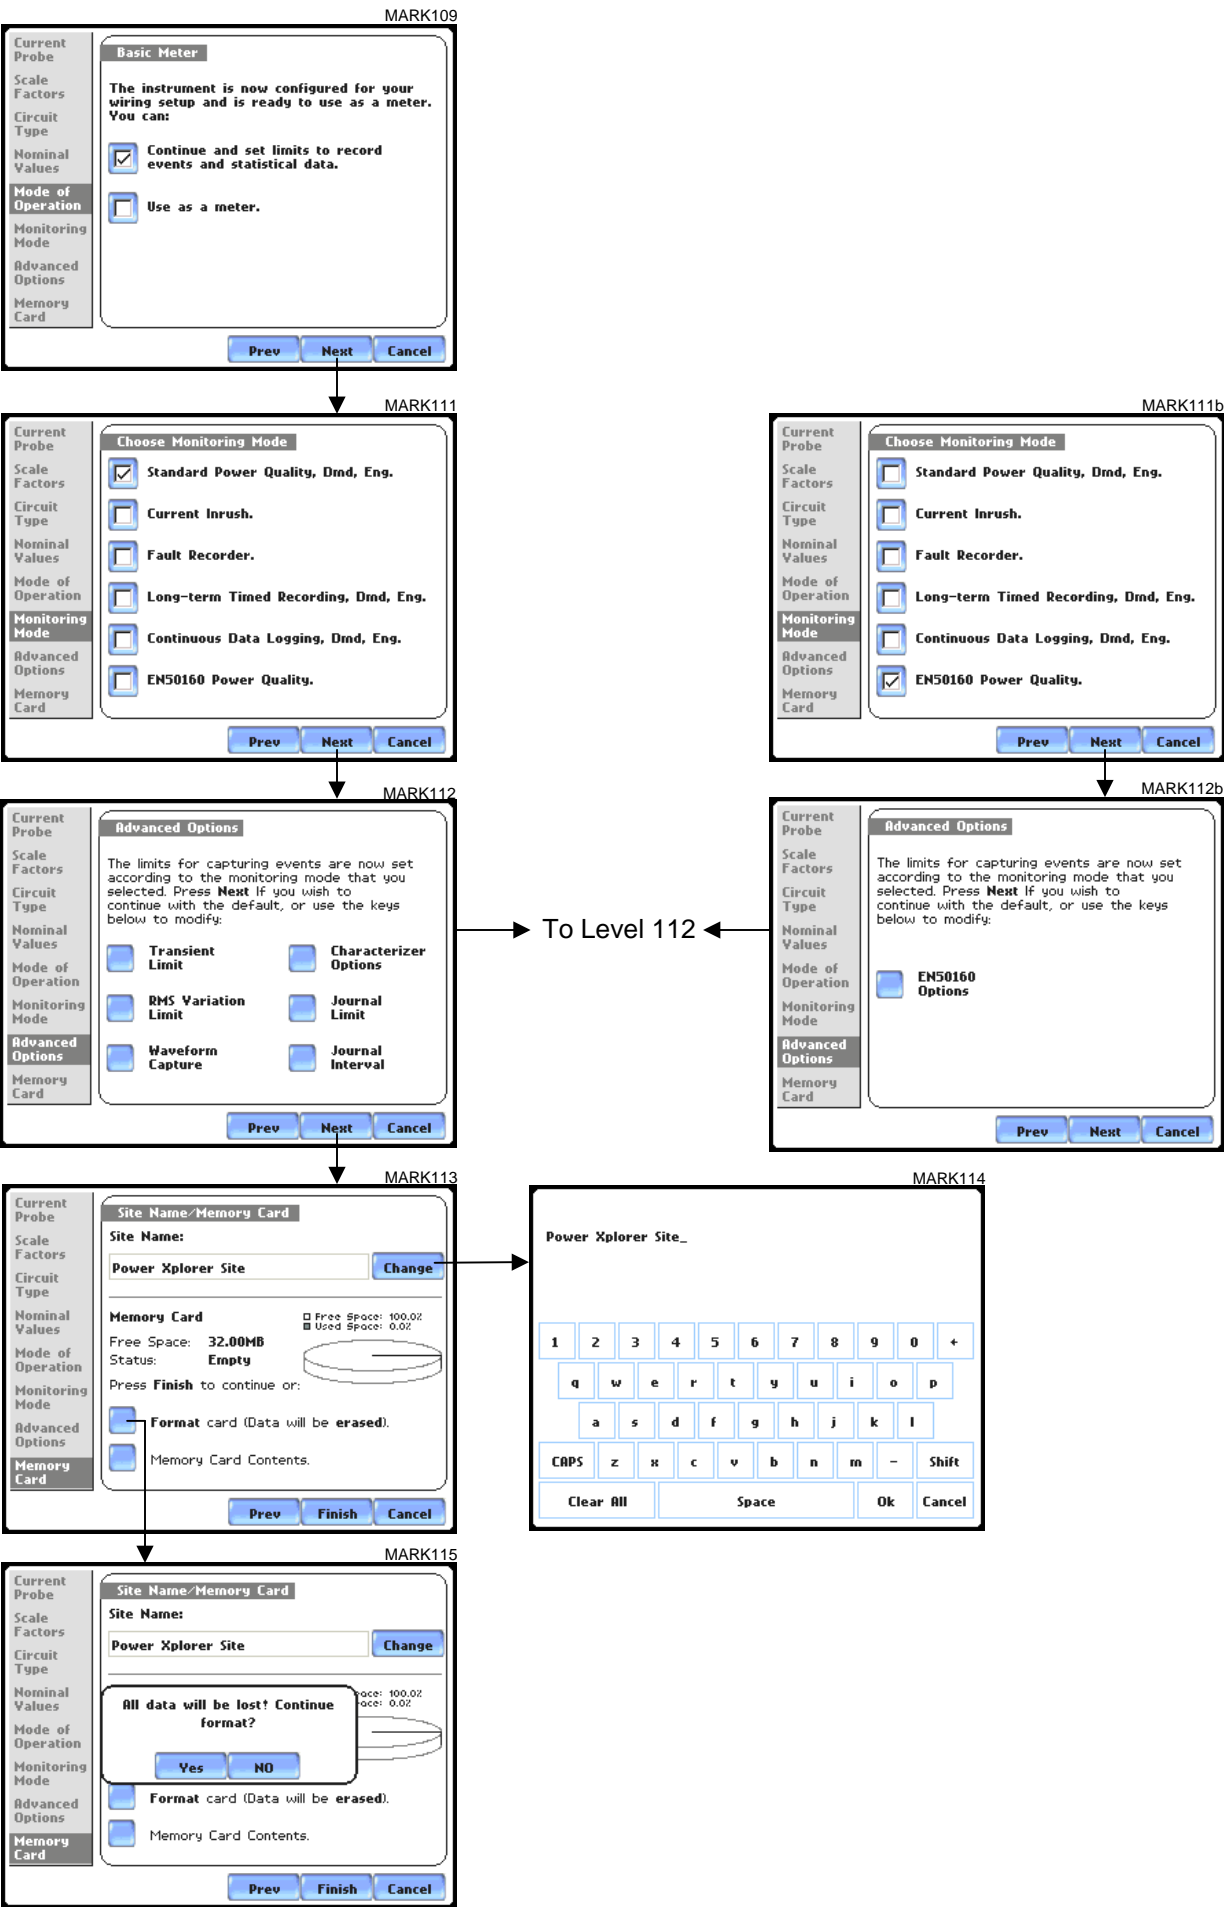 MARK109
Current
Probe
Scale
Factors
Circuit
Type
Nominal
Values
Mode of
Operation
Monitoring
Mode
Advanced
Options
Memory
Card
Basic Meter
The instrument is now configured for your
wiring setup and is ready to use as a meter.
You can:
Continue and set limits to record
events and statistical data.
Use as a meter.
Prev Next Cancel
MARK111
Current
Probe
Scale
Factors
Circuit
Type
Nominal
Values
Mode of
Operation
Monitoring
Mode
Advanced
Options
Memory
Card
Choose Monitoring Mode
Standard Power Quality, Dmd, Eng.
Current Inrush.
Fault Recorder.
Long-term Timed Recording, Dmd, Eng.
Continuous Data Logging, Dmd, Eng.
EN50160 Power Quality.
Prev Next Cancel
MARK111b
Current
Probe
Scale
Factors
Circuit
Type
Nominal
Values
Mode of
Operation
Monitoring
Mode
Advanced
Options
Memory
Card
Choose Monitoring Mode
Standard Power Quality, Dmd, Eng.
Current Inrush.
Fault Recorder.
Long-term Timed Recording, Dmd, Eng.
Continuous Data Logging, Dmd, Eng.
EN50160 Power Quality.
Prev Next Cancel
MARK112
Current
Probe
Scale
Factors
Circuit
Type
Nominal
Values
Mode of
Operation
Monitoring
Mode
Advanced
Options
Memory
Card
Advanced Options
The limits for capturing events are now set
according to the monitoring mode that you
selected. Press Next If you wish to
continue with the default, or use the keys
below to modify:
Transient
Limit
Characterizer
Options
RMS Variation
Limit
Journal
Limit
Waveform
Capture
Journal
Interval
Prev Next Cancel
To Level 112
MARK112b
Current
Probe
Scale
Factors
Circuit
Type
Nominal
Values
Mode of
Operation
Monitoring
Mode
Advanced
Options
Memory
Card
Advanced Options
The limits for capturing events are now set
according to the monitoring mode that you
selected. Press Next If you wish to
continue with the default, or use the keys
below to modify:
EN50160
Options
Prev Next Cancel
MARK113
Current
Probe
Scale
Factors
Circuit
Type
Nominal
Values
Mode of
Operation
Monitoring
Mode
Advanced
Options
Memory
Card
Site Name/Memory Card
Site Name:
Power Xplorer Site Change
Memory Card
Free Space: 100.0%
Used Space: 0.0%
Free Space: 32.00MB
Status: Empty
Press Finish to continue or:
Format card (Data will be erased).
Memory Card Contents.
Prev Finish Cancel
MARK114
Power Xplorer Site_
1 2 3 4 5 6 7 8 9 0 ←
q w e r t y u i o p
a s d f g h j k l
CAPS z x c v b n m - Shift
Clear All Space Ok Cancel
MARK115
Current
Probe
Scale
Factors
Circuit
Type
Nominal
Values
Mode of
Operation
Monitoring
Mode
Advanced
Options
Memory
Card
Site Name/Memory Card
Site Name:
Power Xplorer Site Change
pace: 100.0%
pace: 0.0%
All data will be lost! Continue
format?
Yes NO
Format card (Data will be erased).
Memory Card Contents.
Prev Finish Cancel